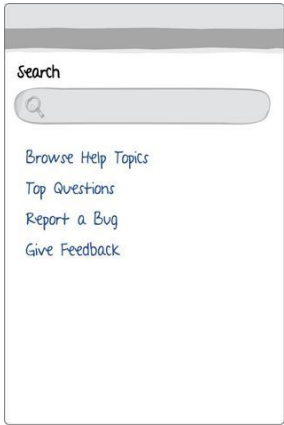 Search
Browse Help Topics
Top Questions
Report a Bug
Give Feedback